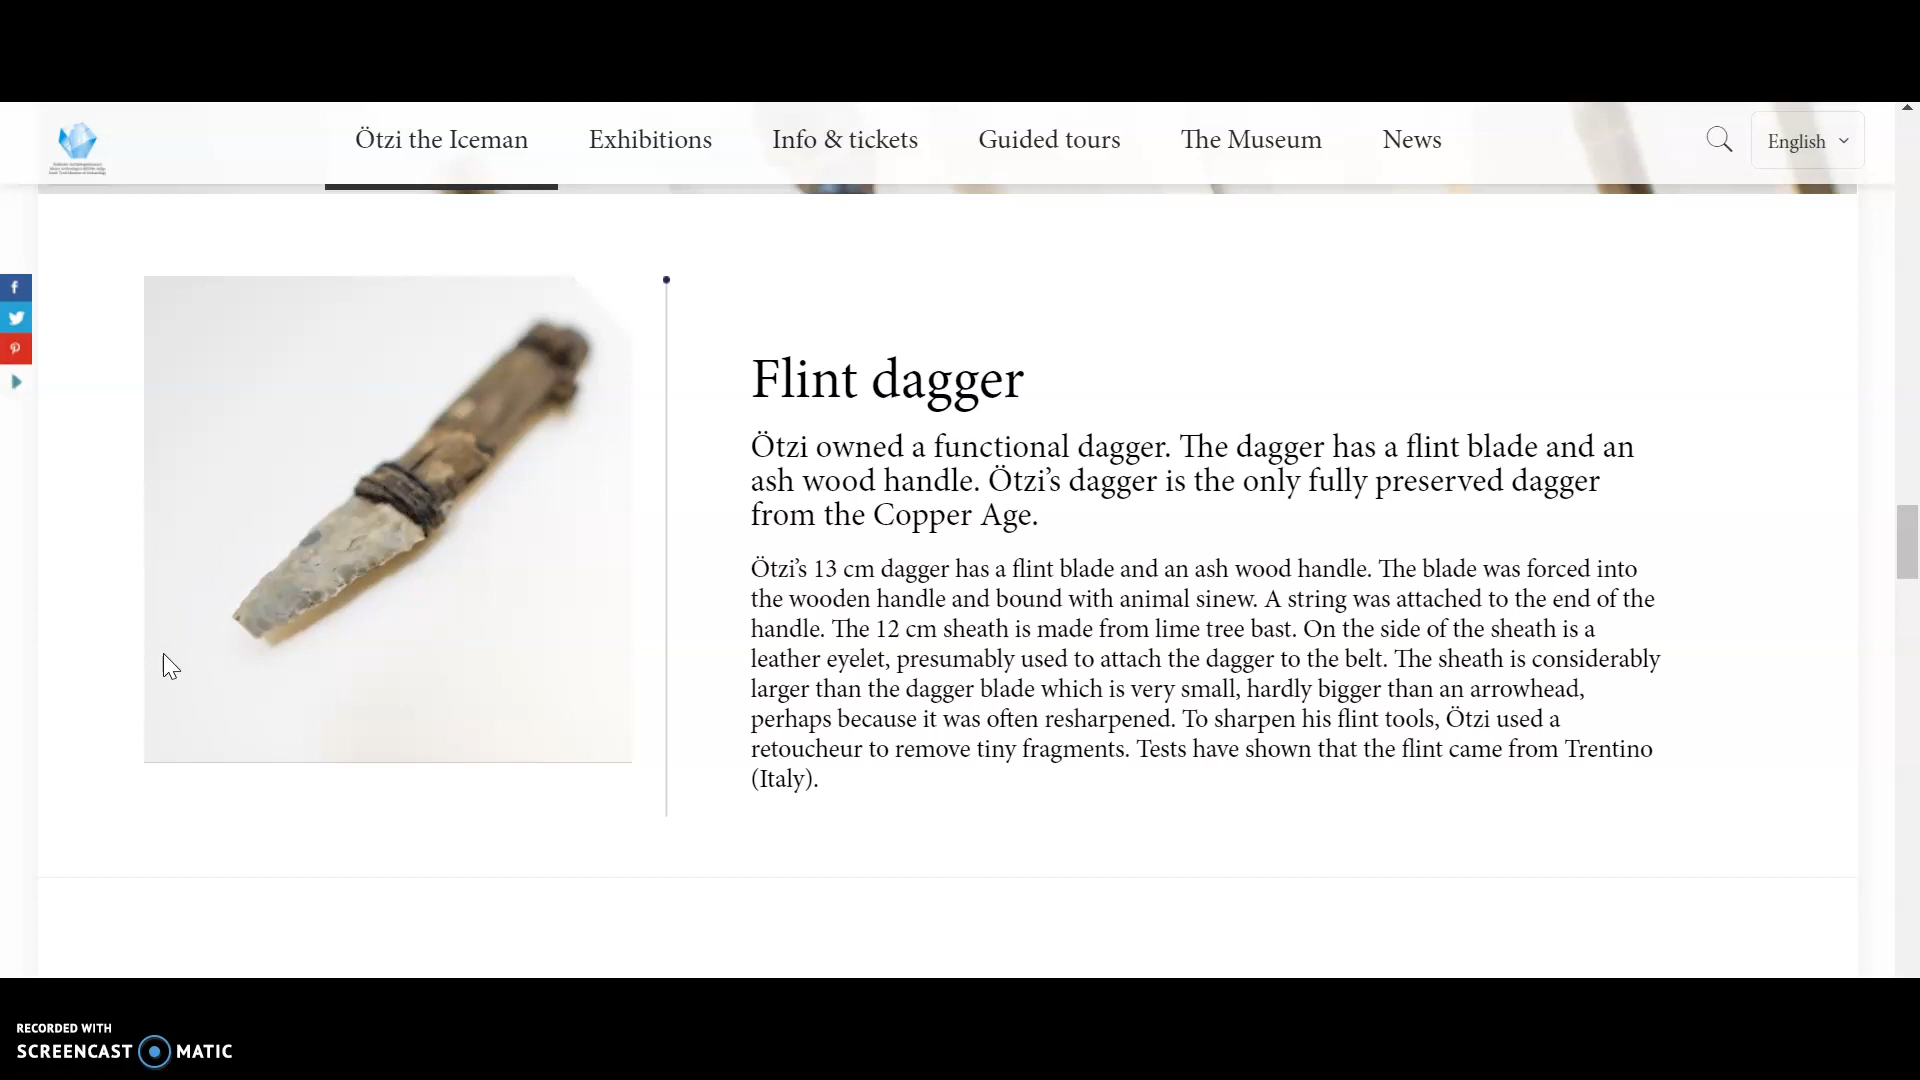 Ötzi the Iceman
Exhibitions
Info & tickets
Guided tours
The Museum
News
English
Flint dagger
Ötzi owned a functional dagger. The dagger has a flint blade and an
ash wood handle. Ötzi’s dagger is the only fully preserved dagger
from the Copper Age.
Ötzi’s 13 cm dagger has a flint blade and an ash wood handle. The blade was forced into
the wooden handle and bound with animal sinew. A string was attached to the end of the
handle. The 12 cm sheath is made from lime tree bast. On the side of the sheath is a
leather eyelet, presumably used to attach the dagger to the belt. The sheath is considerably
larger than the dagger blade which is very small, hardly bigger than an arrowhead,
perhaps because it was often resharpened. To sharpen his flint tools, Ötzi used a
retoucheur to remove tiny fragments. Tests have shown that the flint came from Trentino
(Italy).
RECORDED WITH
SCREENCAST MATIC